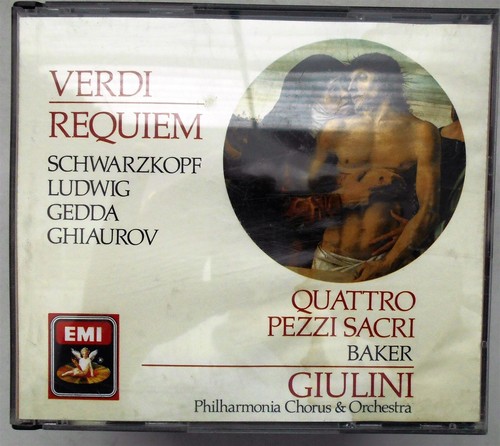 VERDI
REQUIEM
SCHWARZKOPF
LUDWIG
GEDDA
GHIAUROV
QUATTRO
PEZZI SACRI
BAKER
EMI
GIULINI
Philharmonia Chorus & Orchestra